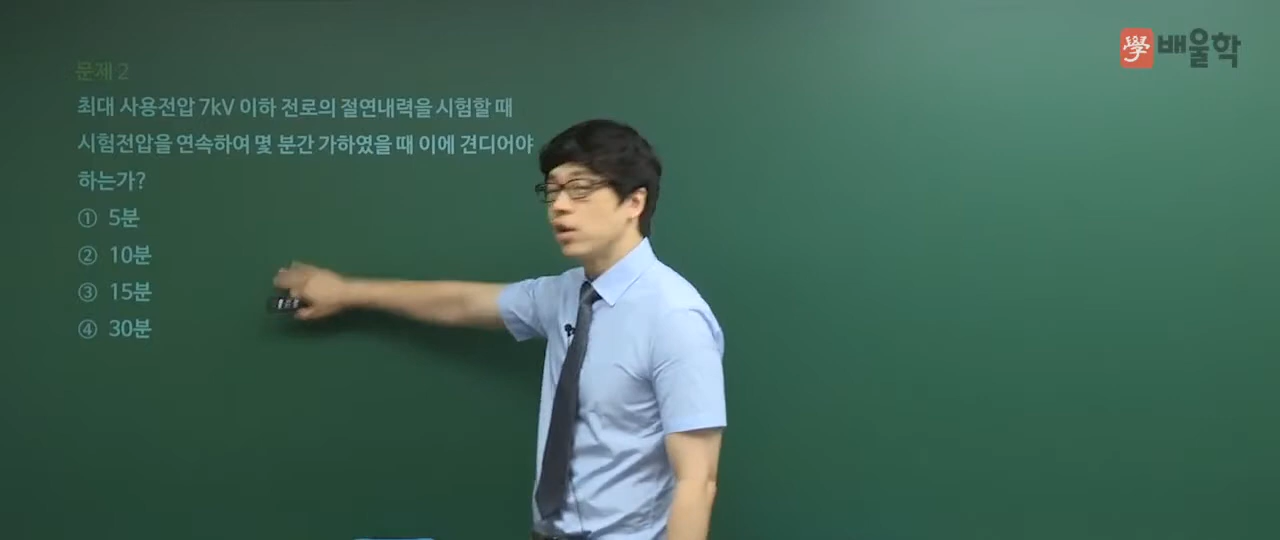 學 배울학
문제 2
최대 사용전압 7kV 이하 전로의 절연내력을 시험할 때
시험전압을 연속하여 몇 분간 가하였을 때 이에 견디어야
하는가?
① 5분
② 10분
③ 15분
④ 30분